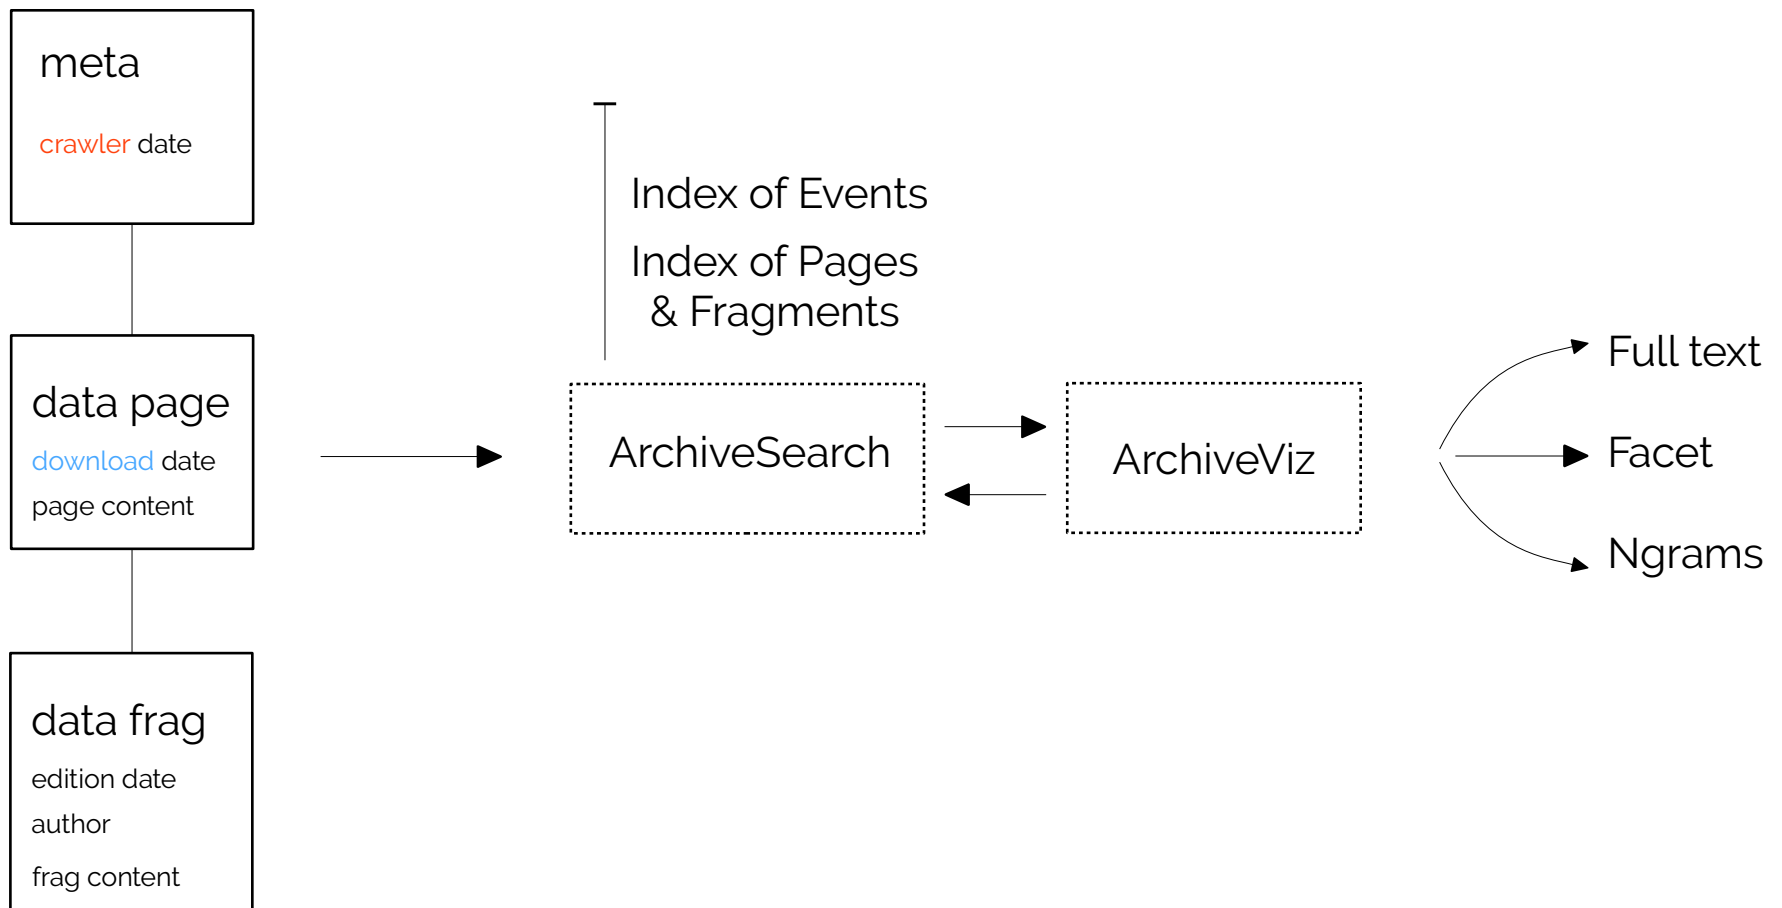 meta
crawler date
data page
download date
page content
data frag
edition date
author
frag content
Index of Events
Index of Pages
& Fragments
ArchiveSearch
ArchiveViz
Full text
Facet
Ngrams